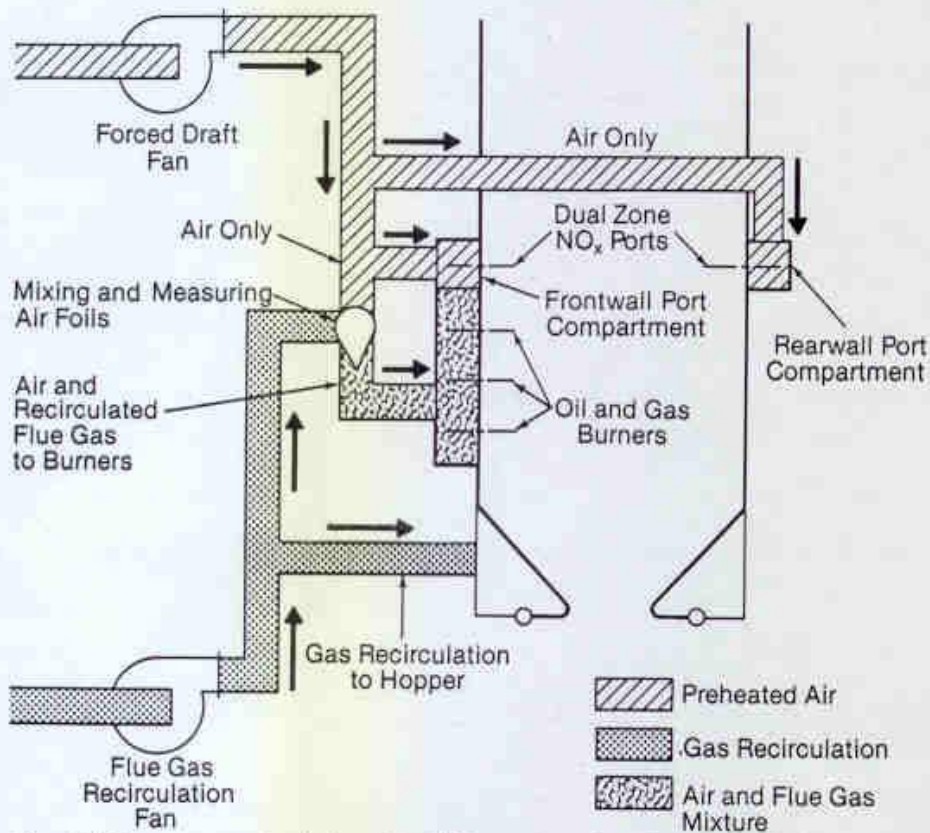 Forced Draft
Fan
Air Only
Air Only
Dual Zone
NOx Ports
Mixing and Measuring
Air Foils
Frontwall Port
Compartment
Rearwall Port
Compartment
Air and
Recirculated
Flue Gas
to Burners
Oil and Gas
Burners
Gas Recirculation
to Hopper
Flue Gas
Recirculation
Fan
Preheated Air
Gas Recirculation
Air and Flue Gas
Mixture